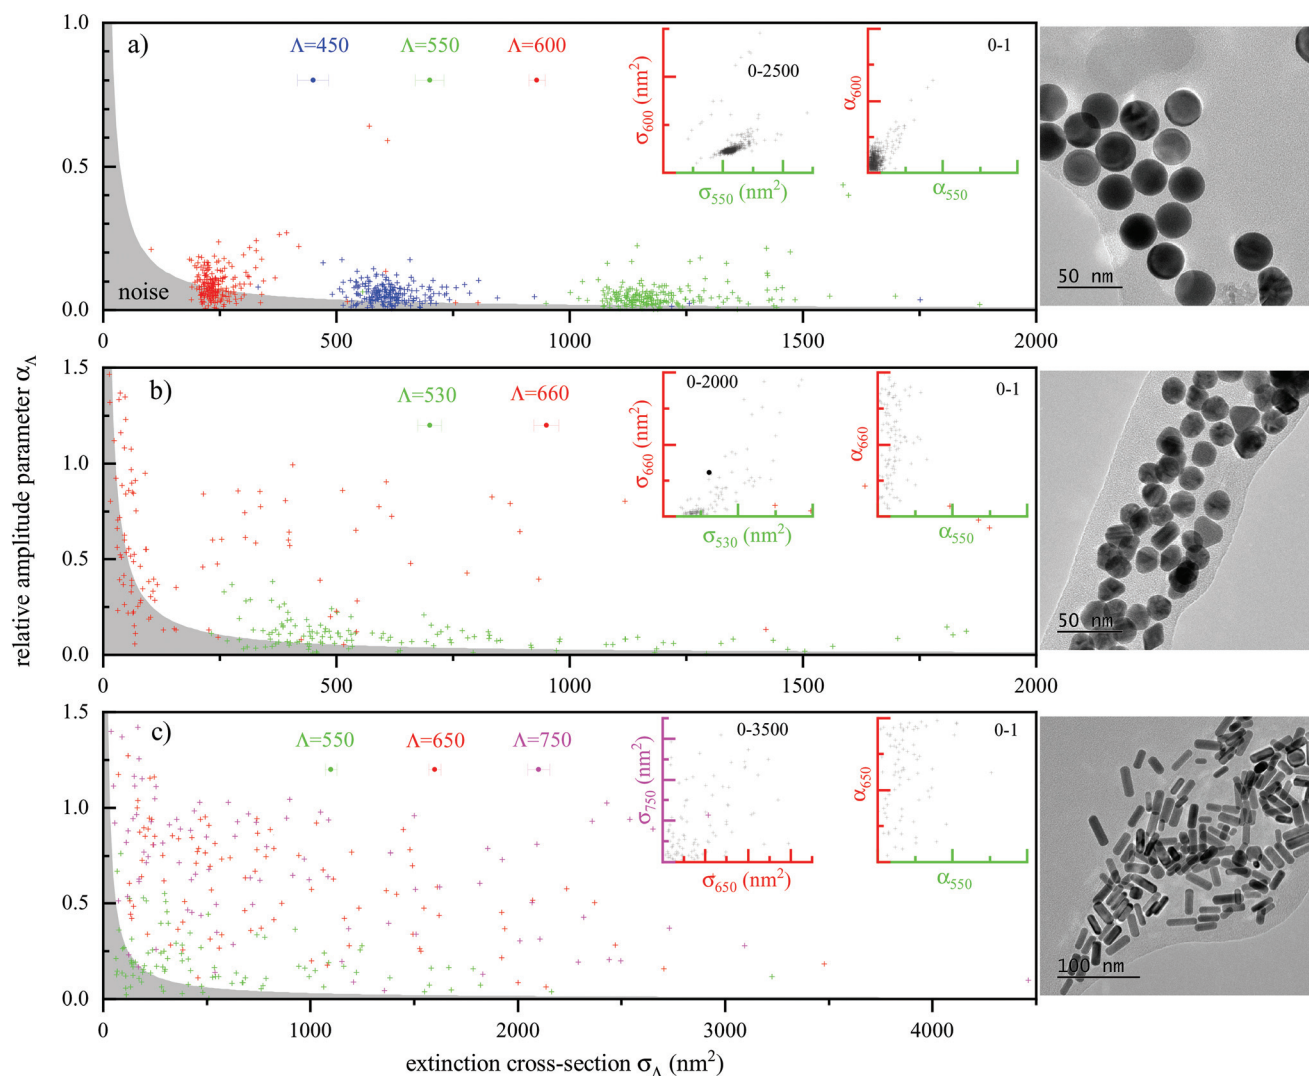 relative amplitude parameter α_Λ
1.0
a)
Λ=450
Λ=550
Λ=600
0.5
noise
0.0
0
500
1000
1500
2000
σ600 (nm²)
0-2500
σ550 (nm²)
α600
0-1
α550
50 nm
1.5
b)
Λ=530
Λ=660
1.0
0.5
0.0
0
500
1000
1500
2000
σ660 (nm²)
0-2000
σ530 (nm²)
α660
0-1
α550
50 nm
1.5
c)
Λ=550
Λ=650
Λ=750
1.0
0.5
0.0
0
1000
2000
3000
4000
σ750 (nm²)
0-3500
σ650 (nm²)
α650
0-1
α550
100 nm
extinction cross-section σ_Λ (nm²)